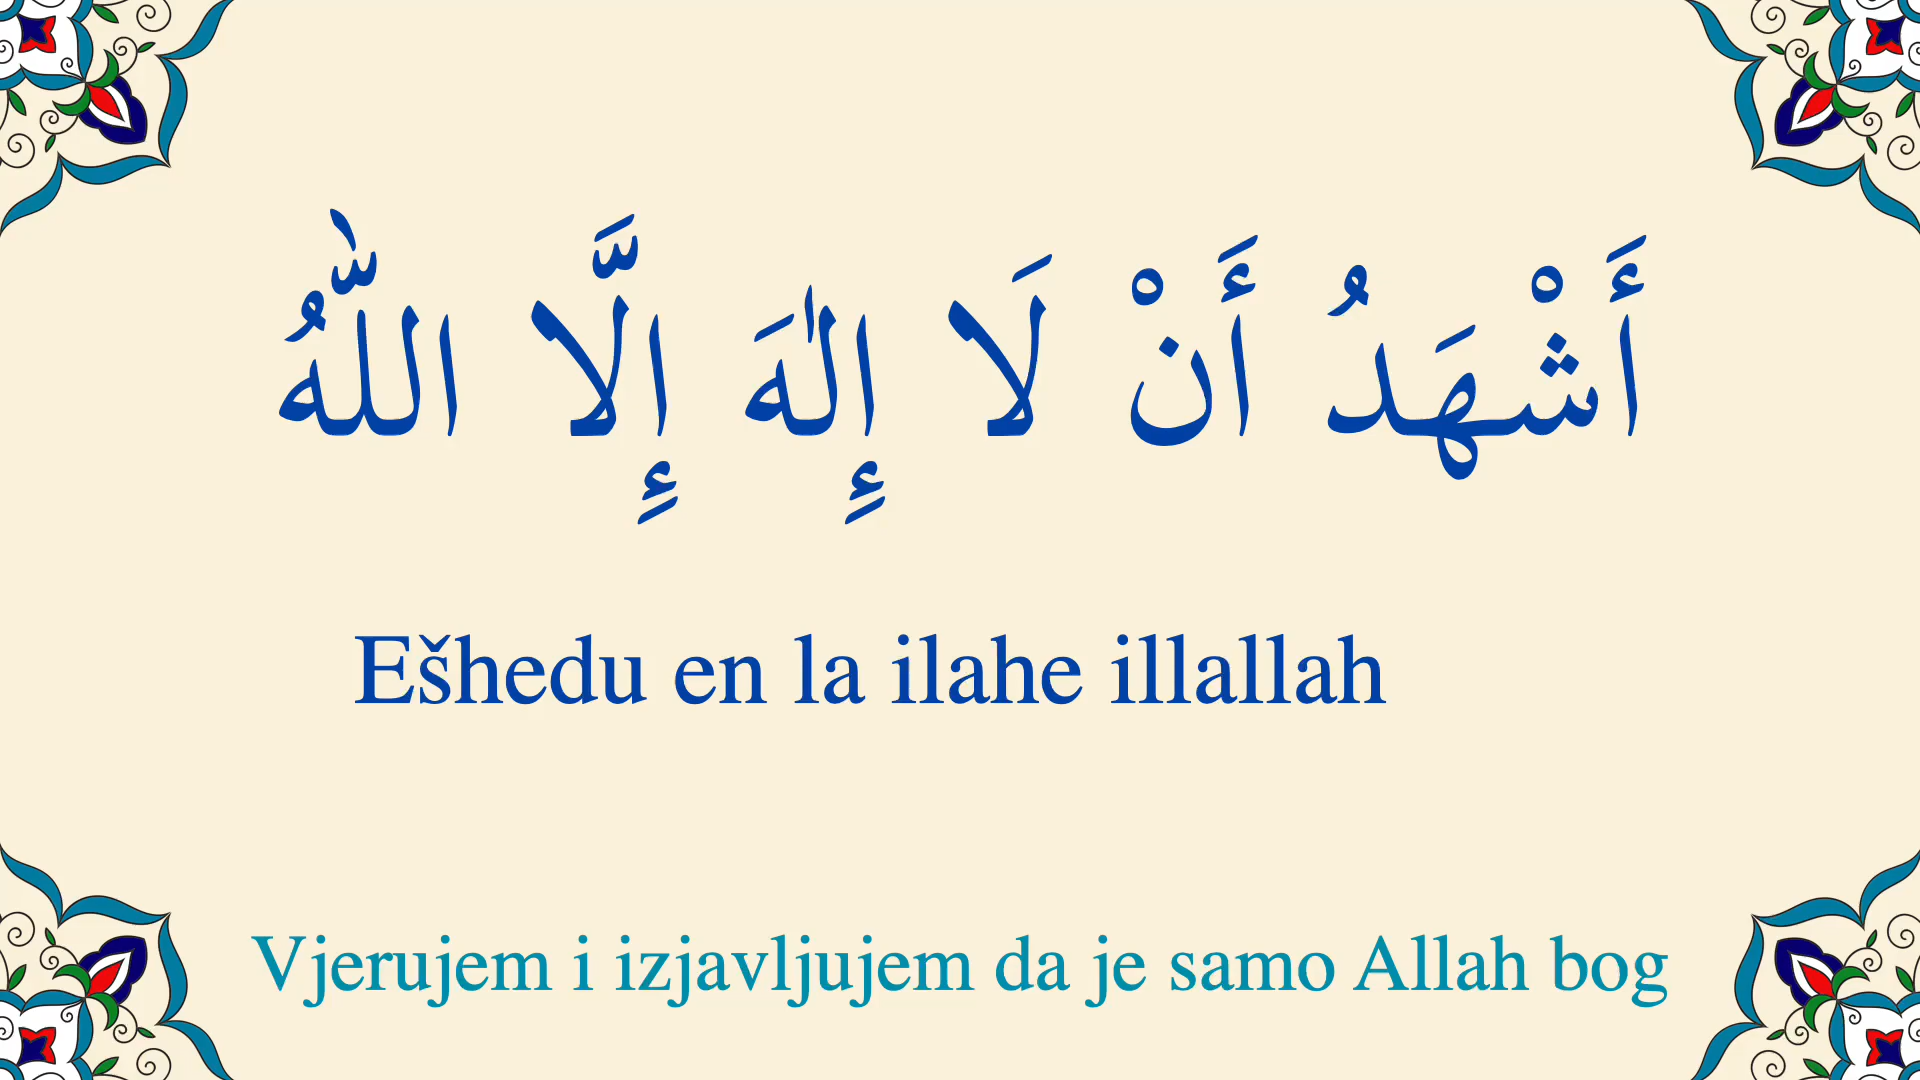 أَشْهَدُ أَنْ لَا إِلٰهَ إِلَّا اللّٰهُ
Ešhedu en la ilahe illallah
Vjerujem i izjavljujem da je samo Allah bog